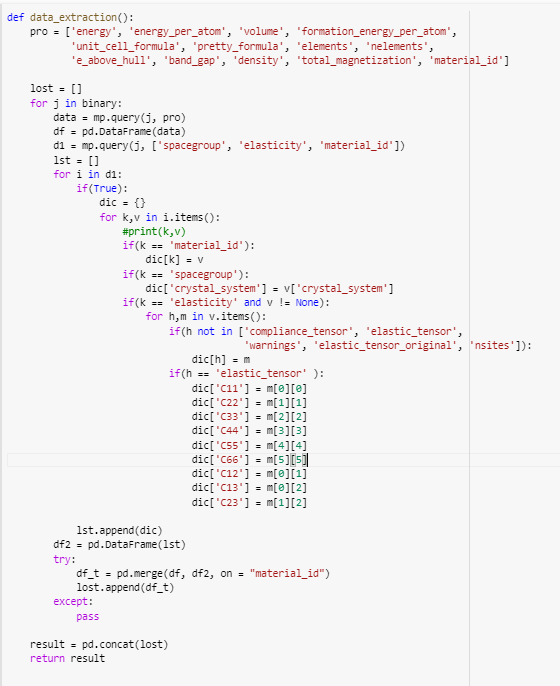 def data_extraction():
    pro = ['energy', 'energy_per_atom', 'volume', 'formation_energy_per_atom',
           'unit_cell_formula', 'pretty_formula', 'elements', 'nelements',
           'e_above_hull', 'band_gap', 'density', 'total_magnetization', 'material_id']

    lost = []
    for j in binary:
        data = mp.query(j, pro)
        df = pd.DataFrame(data)
        d1 = mp.query(j, ['spacegroup', 'elasticity', 'material_id'])
        lst = []
        for i in d1:
            if(True):
                dic = {}
                for k,v in i.items():
                    #print(k,v)
                    if(k == 'material_id'):
                        dic[k] = v
                    if(k == 'spacegroup'):
                        dic['crystal_system'] = v['crystal_system']
                    if(k == 'elasticity' and v != None):
                        for h,m in v.items():
                            if(h not in ['compliance_tensor', 'elastic_tensor',
                                         'warnings', 'elastic_tensor_original', 'nsites']):
                                dic[h] = m
                            if(h == 'elastic_tensor' ):
                                dic['C11'] = m[0][0]
                                dic['C22'] = m[1][1]
                                dic['C33'] = m[2][2]
                                dic['C44'] = m[3][3]
                                dic['C55'] = m[4][4]
                                dic['C66'] = m[5][5]
                                dic['C12'] = m[0][1]
                                dic['C13'] = m[0][2]
                                dic['C23'] = m[1][2]

            lst.append(dic)
        df2 = pd.DataFrame(lst)
        try:
            df_t = pd.merge(df, df2, on = "material_id")
            lost.append(df_t)
        except:
            pass

    result = pd.concat(lost)
    return result